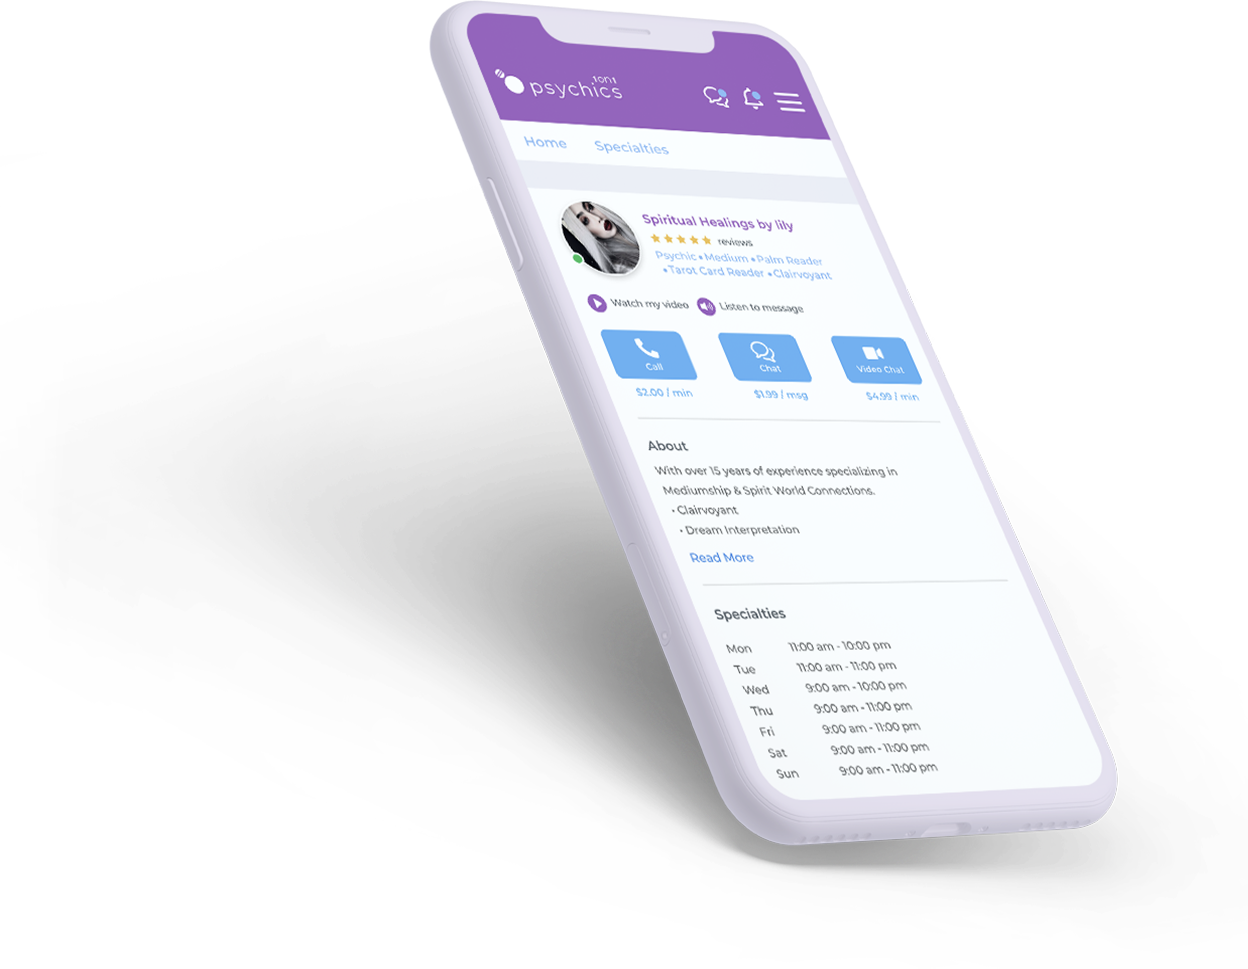 1on1
psychics
Home Specialties
Spiritual Healings by lily
reviews
Psychic • Medium • Palm Reader
• Tarot Card Reader • Clairvoyant
Watch my video Listen to message
Call Chat Video Chat
$2.00 / min $1.99 / msg $4.99 / min
About
With over 15 years of experience specializing in
Mediumship & Spirit World Connections.
• Clairvoyant
• Dream Interpretation
Read More
Specialties
Mon 11:00 am - 10:00 pm
Tue 11:00 am - 11:00 pm
Wed 9:00 am - 10:00 pm
Thu 9:00 am - 11:00 pm
Fri 9:00 am - 11:00 pm
Sat 9:00 am - 11:00 pm
Sun 9:00 am - 11:00 pm